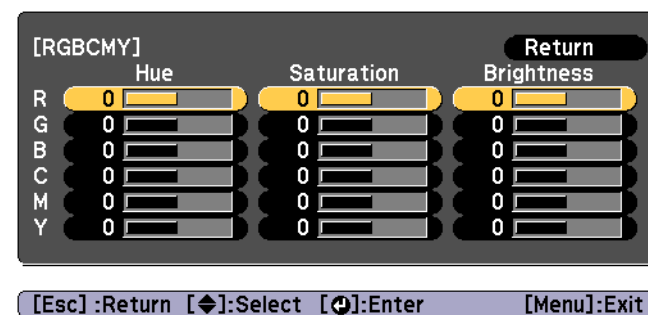 [RGBCMY] Return
Hue Saturation Brightness
R 0 0 0
G 0 0 0
B 0 0 0
C 0 0 0
M 0 0 0
Y 0 0 0
[Esc] :Return [◆]:Select [↵]:Enter [Menu]:Exit